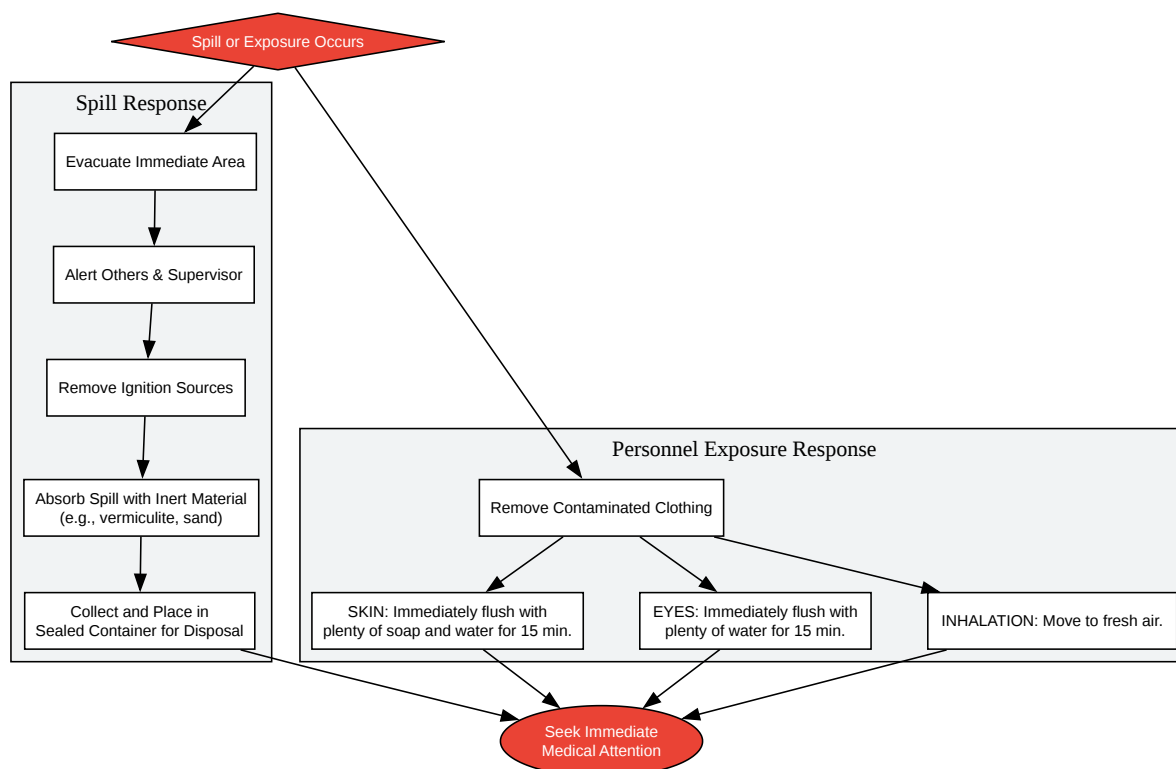 Spill or Exposure Occurs
Spill Response
Evacuate Immediate Area
Alert Others & Supervisor
Remove Ignition Sources
Absorb Spill with Inert Material
(e.g., vermiculite, sand)
Collect and Place in
Sealed Container for Disposal
Personnel Exposure Response
Remove Contaminated Clothing
SKIN: Immediately flush with
plenty of soap and water for 15 min.
EYES: Immediately flush with
plenty of water for 15 min.
INHALATION: Move to fresh air.
Seek Immediate
Medical Attention